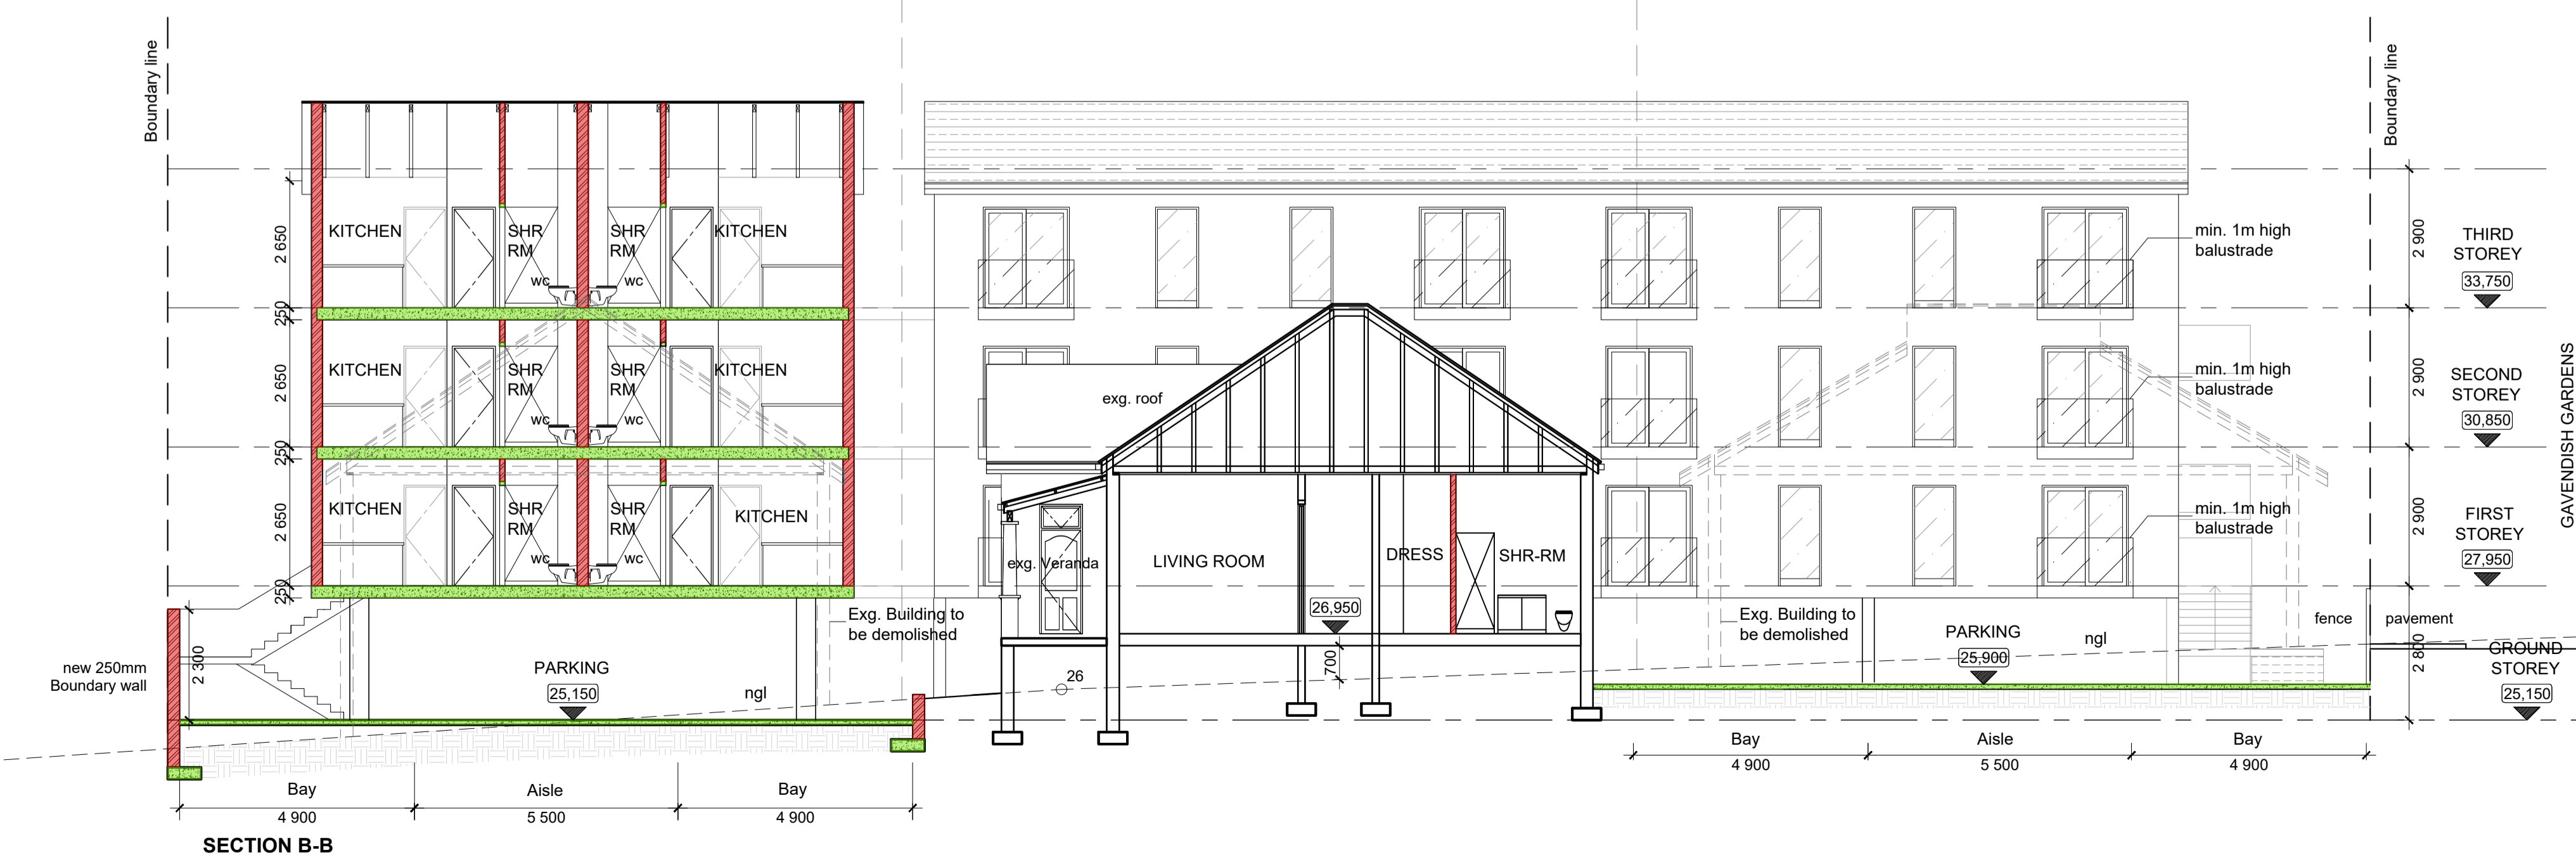 Boundary line
Boundary line
KITCHEN
SHR
RM
SHR
RM
KITCHEN
wc
wc
2 650
250
min. 1m high
balustrade
2 900
THIRD
STOREY
33,750
KITCHEN
SHR
RM
SHR
RM
KITCHEN
wc
wc
2 650
250
exg. roof
min. 1m high
balustrade
2 900
SECOND
STOREY
30,850
GAVENDISH GARDENS
KITCHEN
SHR
RM
SHR
RM
KITCHEN
wc
wc
2 650
250
exg. Veranda
LIVING ROOM
DRESS
SHR-RM
26,950
700
26
min. 1m high
balustrade
2 900
FIRST
STOREY
27,950
new 250mm
Boundary wall
2 300
PARKING
25,150
ngl
Exg. Building to
be demolished
Exg. Building to
be demolished
PARKING
25,900
ngl
fence
pavement
2 800
GROUND
STOREY
25,150
Bay
Aisle
Bay
4 900
5 500
4 900
Bay
Aisle
Bay
4 900
5 500
4 900
SECTION B-B